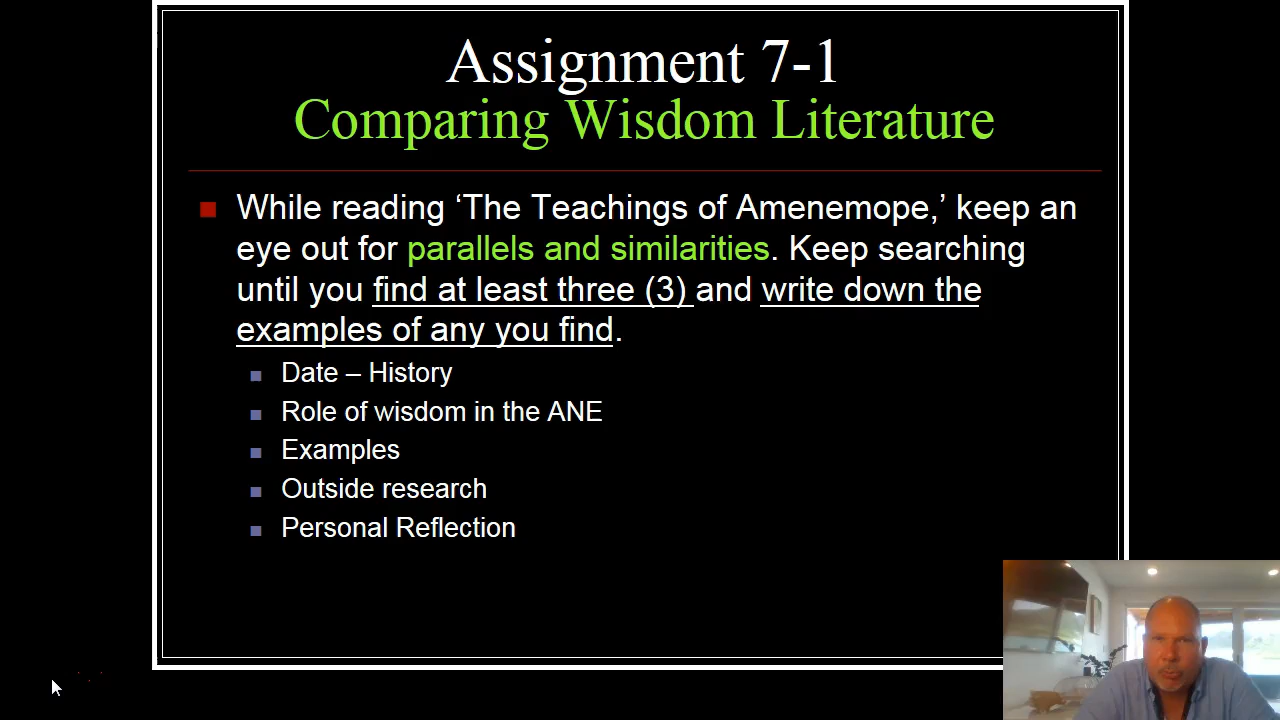 Assignment 7-1
Comparing Wisdom Literature
While reading ‘The Teachings of Amenemope,’ keep an
eye out for parallels and similarities. Keep searching
until you find at least three (3) and write down the
examples of any you find.
Date – History
Role of wisdom in the ANE
Examples
Outside research
Personal Reflection